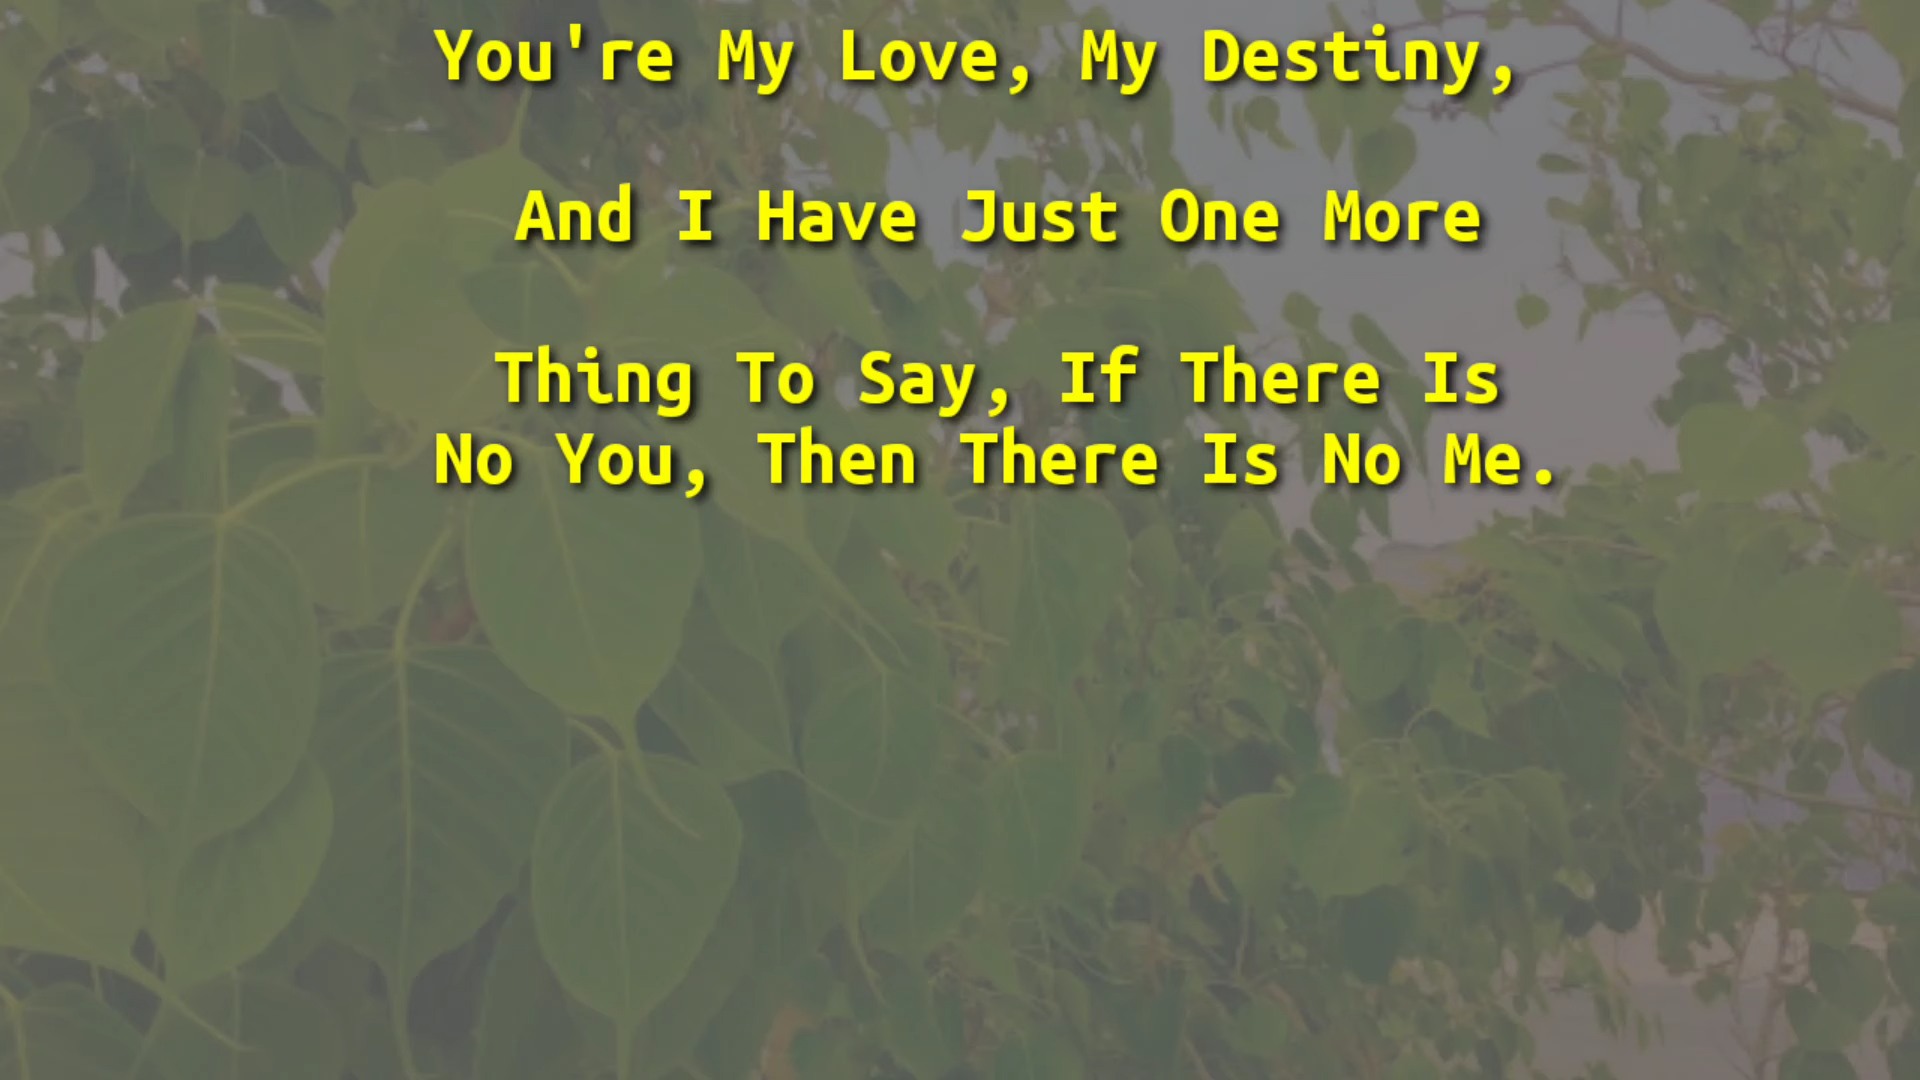 You're My Love, My Destiny,
And I Have Just One More
Thing To Say, If There Is
No You, Then There Is No Me.